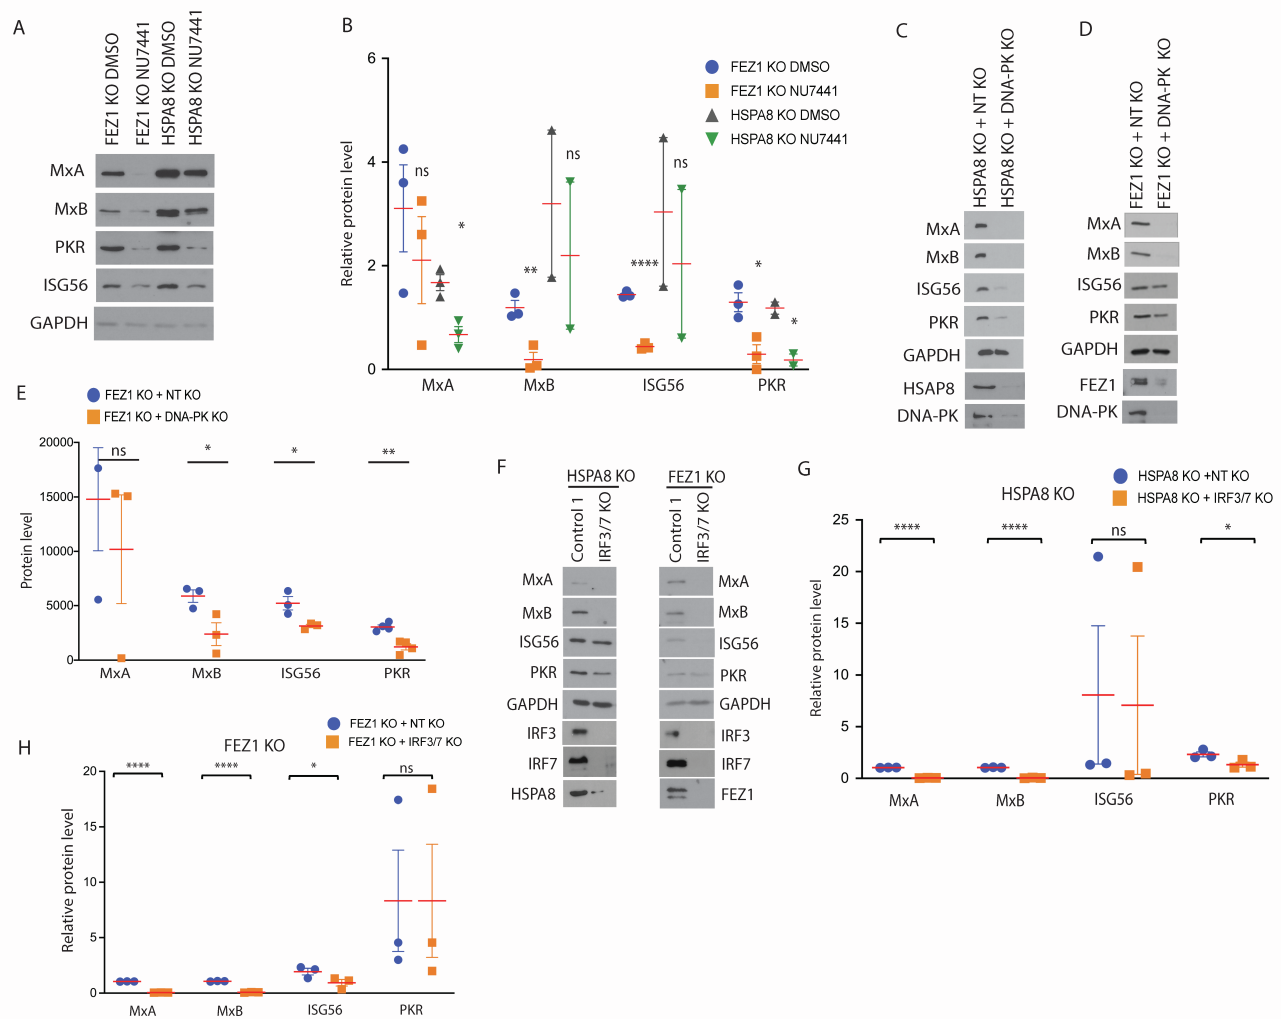 A
FEZ1 KO DMSO
FEZ1 KO NU7441
HSPA8 KO DMSO
HSPA8 KO NU7441
MxA
MxB
PKR
ISG56
GAPDH
B
Relative protein level
6
4
2
0
FEZ1 KO DMSO
FEZ1 KO NU7441
HSPA8 KO DMSO
HSPA8 KO NU7441
ns
*
**
ns
****
ns
*
*
MxA
MxB
ISG56
PKR
C
HSPA8 KO + NT KO
HSPA8 KO + DNA-PK KO
MxA
MxB
ISG56
PKR
GAPDH
HSAP8
DNA-PK
D
FEZ1 KO + NT KO
FEZ1 KO + DNA-PK KO
MxA
MxB
ISG56
PKR
GAPDH
FEZ1
DNA-PK
E
FEZ1 KO + NT KO
FEZ1 KO + DNA-PK KO
Protein level
20000
15000
10000
5000
0
ns
*
*
**
MxA
MxB
ISG56
PKR
F
HSPA8 KO
FEZ1 KO
Control 1
IRF3/7 KO
Control 1
IRF3/7 KO
MxA
MxA
MxB
MxB
ISG56
ISG56
PKR
PKR
GAPDH
GAPDH
IRF3
IRF3
IRF7
IRF7
HSPA8
FEZ1
G
HSPA8 KO
HSPA8 KO +NT KO
HSPA8 KO + IRF3/7 KO
Relative protein level
25
20
15
10
5
0
****
****
ns
*
MxA
MxB
ISG56
PKR
H
FEZ1 KO
FEZ1 KO + NT KO
FEZ1 KO + IRF3/7 KO
Relative protein level
20
15
10
5
0
****
****
*
ns
MxA
MxB
ISG56
PKR